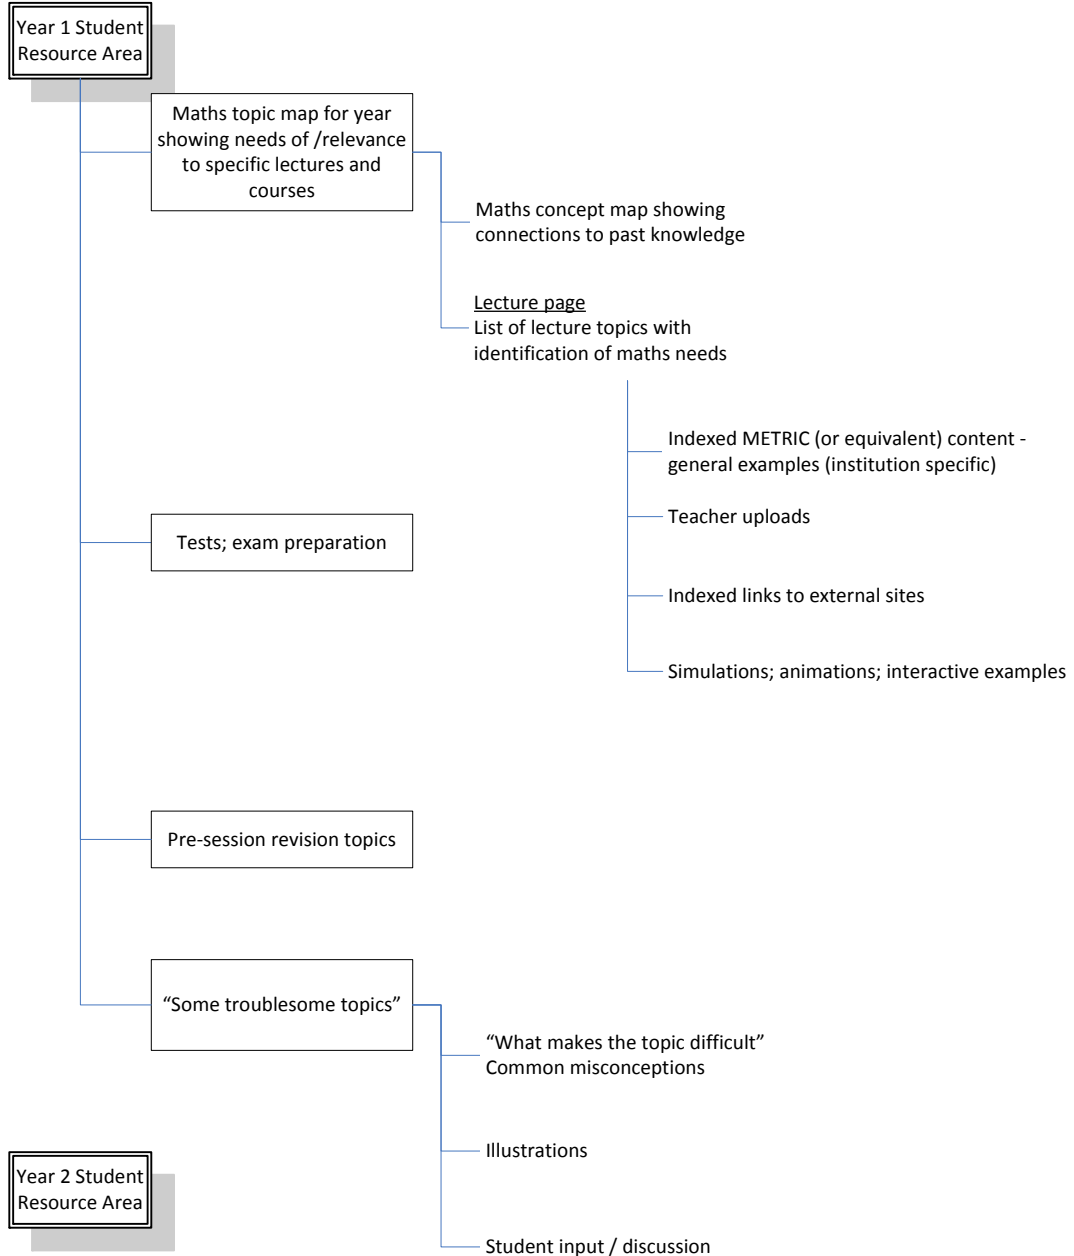 Year 1 Student
Resource Area
Maths topic map for year
showing needs of /relevance
to specific lectures and
courses
Maths concept map showing
connections to past knowledge
Lecture page
List of lecture topics with
identification of maths needs
Indexed METRIC (or equivalent) content -
general examples (institution specific)
Teacher uploads
Indexed links to external sites
Simulations; animations; interactive examples
Tests; exam preparation
Pre-session revision topics
“Some troublesome topics”
“What makes the topic difficult”
Common misconceptions
Illustrations
Student input / discussion
Year 2 Student
Resource Area